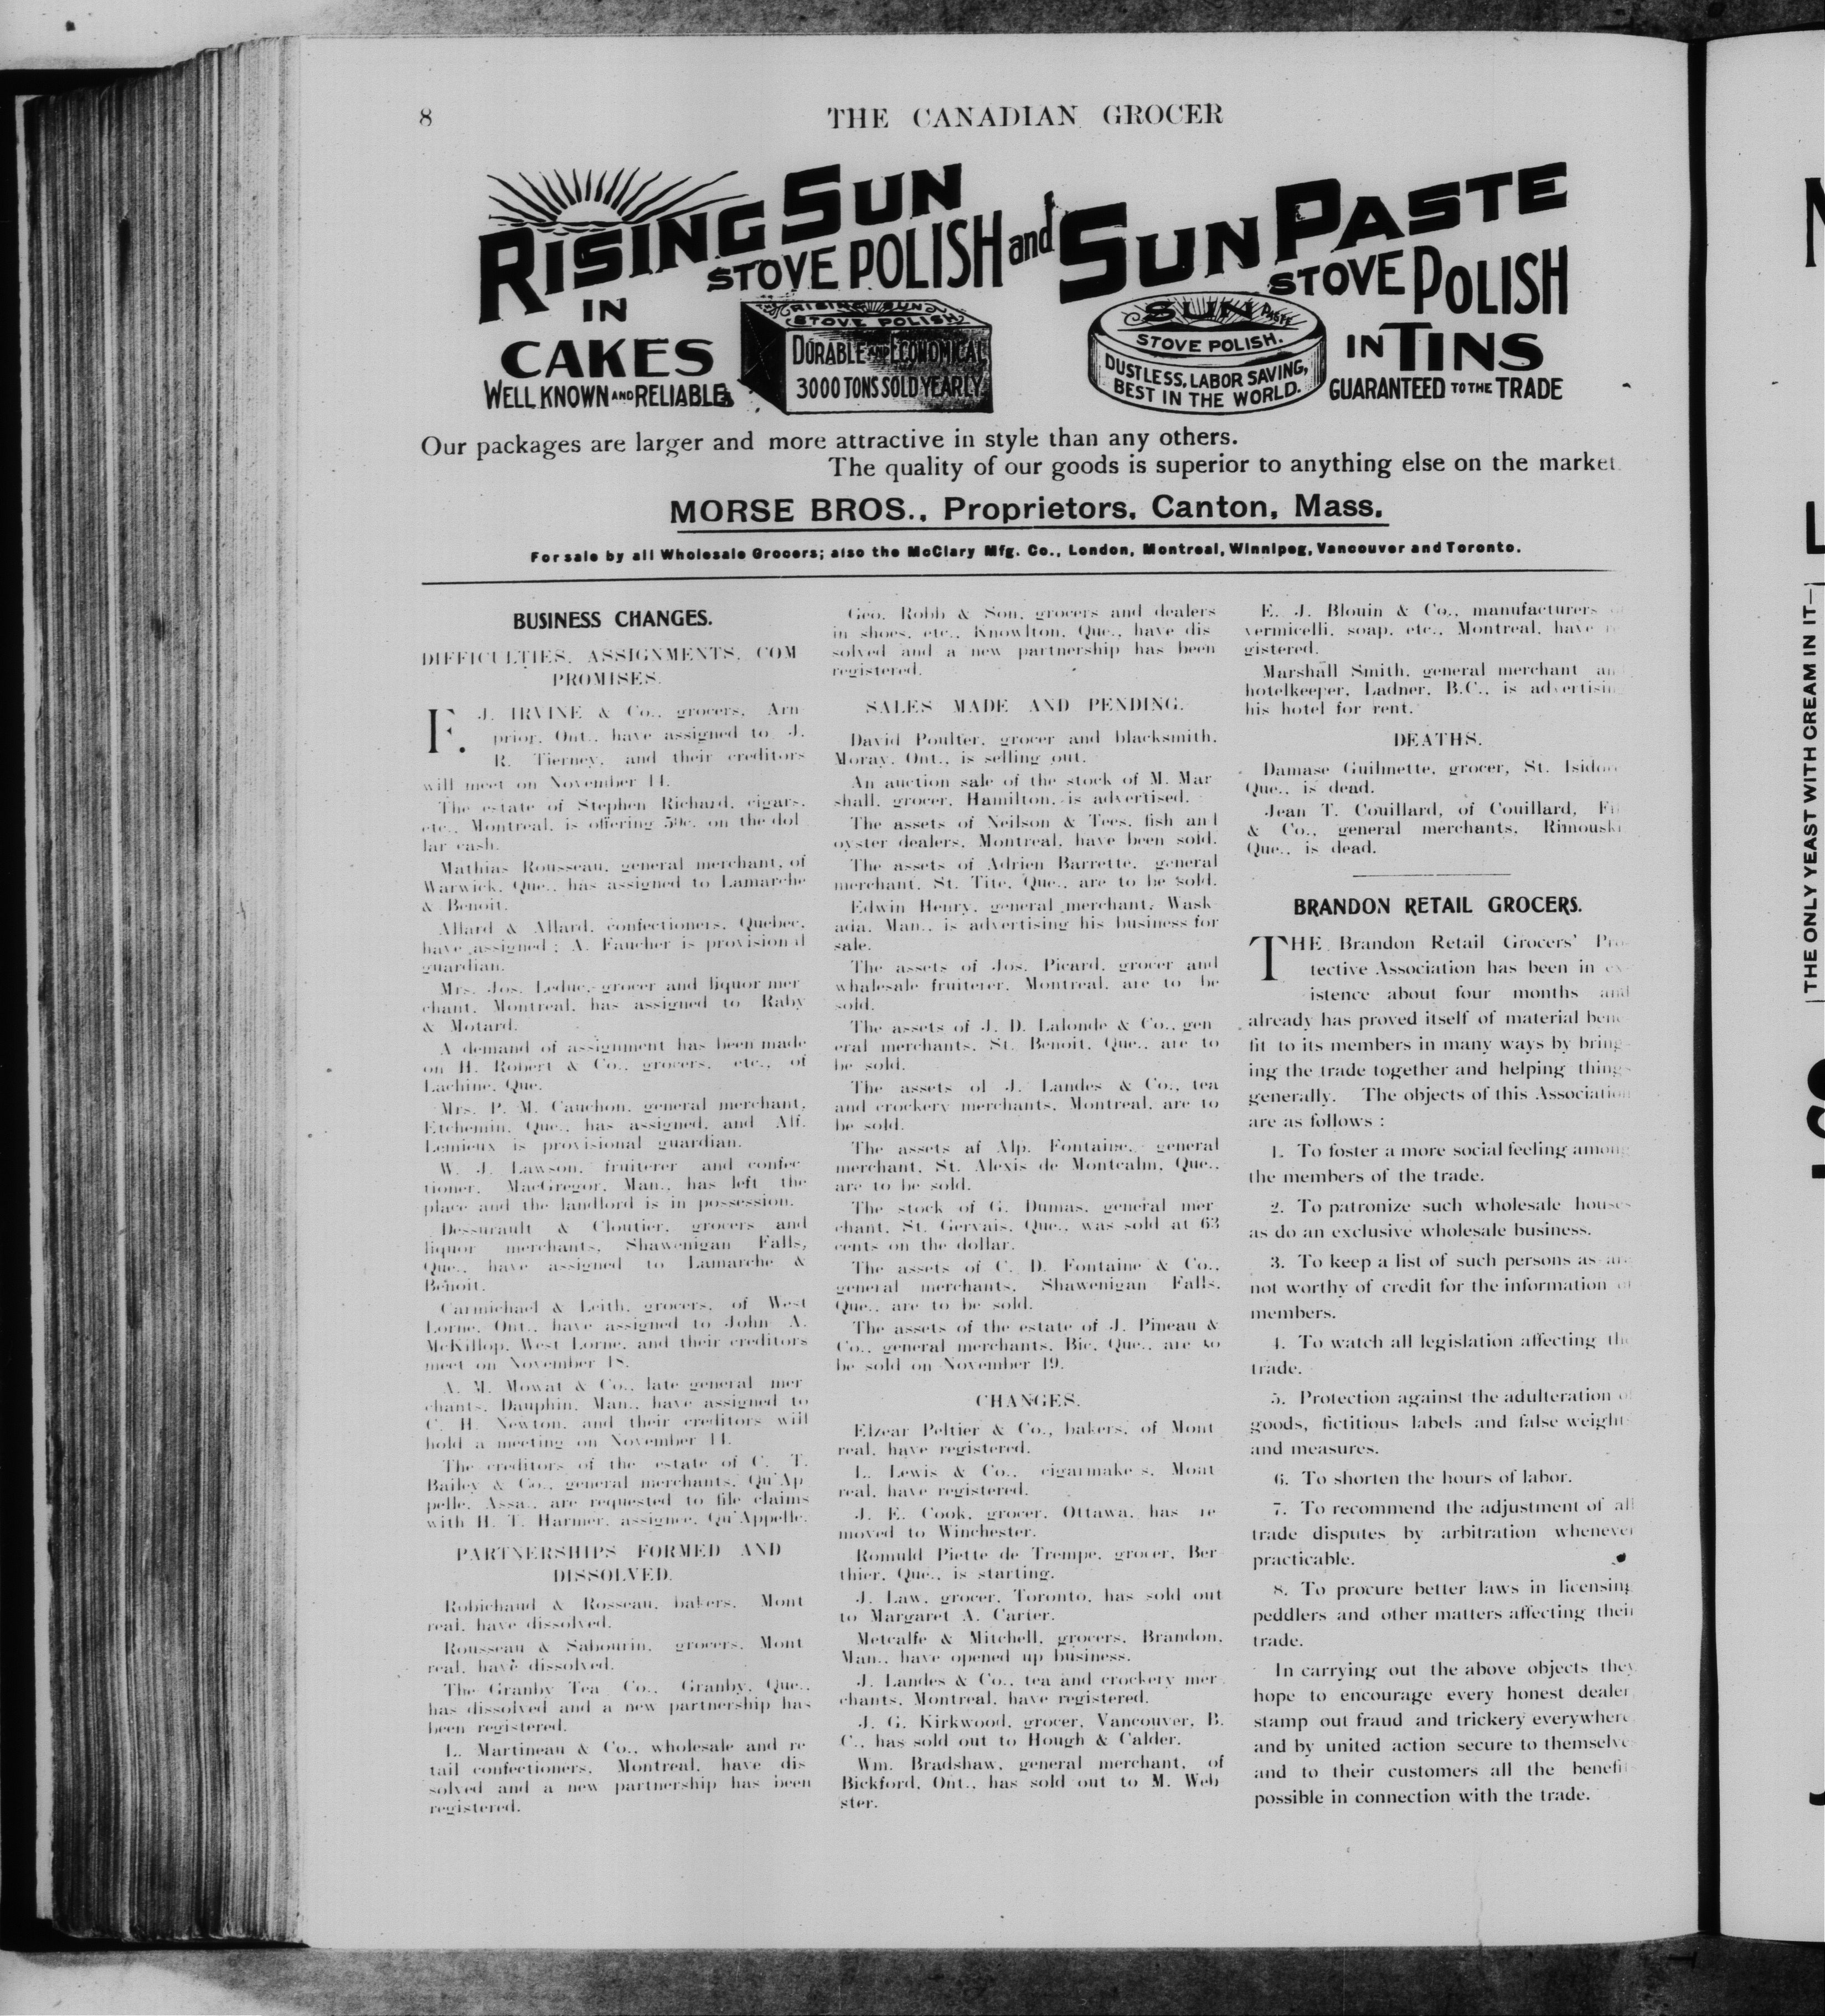 8
THE CANADIAN GROCER
RISING SUN
STOVE POLISH
and
SUN PASTE
STOVE POLISH
IN
CAKES
WELL KNOWN AND RELIABLE
THE RISING SUN
STOVE POLISH
DURABLE AND ECONOMICAL
3000 TONS SOLD YEARLY
SUN PASTE
STOVE POLISH.
DUSTLESS, LABOR SAVING,
BEST IN THE WORLD.
IN TINS
GUARANTEED TO THE TRADE
Our packages are larger and more attractive in style than any others.
The quality of our goods is superior to anything else on the market.
MORSE BROS., Proprietors, Canton, Mass.
For sale by all Wholesale Grocers; also the McClary Mfg. Co., London, Montreal, Winnipeg, Vancouver and Toronto.
BUSINESS CHANGES.
DIFFICULTIES, ASSIGNMENTS, COM
PROMISES.
F. J. IRVINE & Co., grocers, Arn-
prior, Ont., have assigned to J.
R. Tierney, and their creditors
will meet on November 14.
The estate of Stephen Richard, cigars,
etc., Montreal, is offering 50c. on the dol
lar cash.
Mathias Rousseau, general merchant, of
Warwick, Que., has assigned to Lamarche
& Benoit.
Allard & Allard, confectioners, Quebec,
have assigned; A. Faucher is provisional
guardian.
Mrs. Jos. Leduc, grocer and liquor mer
chant, Montreal, has assigned to Raby
& Motard.
A demand of assignment has been made
on H. Robert & Co., grocers, etc., of
Lachine, Que.
Mrs. P. M. Cauchon, general merchant,
Etchemin, Que., has assigned, and Alf.
Lemieux is provisional guardian.
W. J. Lawson, fruiterer and confec
tioner, MacGregor, Man., has left the
place and the landlord is in possession.
Dessurault & Cloutier, grocers and
liquor merchants, Shawenigan Falls,
Que., have assigned to Lamarche &
Benoit.
Carmichael & Leith, grocers, of West
Lorne, Ont., have assigned to John A.
McKillop, West Lorne, and their creditors
meet on November 18.
A. M. Mowat & Co., late general mer
chants, Dauphin, Man., have assigned to
C. H. Newton, and their creditors will
hold a meeting on November 14.
The creditors of the estate of C. T.
Bailey & Co., general merchants, Qu'Ap
pelle, Assa., are requested to file claims
with H. T. Harmer, assignee, Qu'Appelle.
PARTNERSHIPS FORMED AND
DISSOLVED.
Robichaud & Rosseau, bakers, Mont
real, have dissolved.
Rousseau & Sabourin, grocers, Mont
real, have dissolved.
The Granby Tea Co., Granby, Que.,
has dissolved and a new partnership has
been registered.
L. Martineau & Co., wholesale and re
tail confectioners, Montreal, have dis
solved and a new partnership has been
registered.
Geo. Robb & Son, grocers and dealers
in shoes, etc., Knowlton, Que., have dis
solved and a new partnership has been
registered.
SALES MADE AND PENDING.
David Poulter, grocer and blacksmith,
Moray, Ont., is selling out.
An auction sale of the stock of M. Mar
shall, grocer, Hamilton, is advertised.
The assets of Neilson & Tees, fish and
oyster dealers, Montreal, have been sold.
The assets of Adrien Barrette, general
merchant, St. Tite, Que., are to be sold.
Edwin Henry, general merchant, Wask-
ada, Man., is advertising his business for
sale.
The assets of Jos. Picard, grocer and
whalesale fruiterer, Montreal, are to be
sold.
The assets of J. D. Lalonde & Co., gen
eral merchants, St. Benoit, Que., are to
be sold.
The assets of J. Landes & Co., tea
and crockery merchants, Montreal, are to
be sold.
The assets af Alp. Fontaine, general
merchant, St. Alexis de Montcalm, Que.,
are to be sold.
The stock of G. Dumas, general mer
chant, St. Gervais, Que., was sold at 63
cents on the dollar.
The assets of C. D. Fontaine & Co.,
general merchants, Shawenigan Falls,
Que., are to be sold.
The assets of the estate of J. Pineau &
Co., general merchants, Bic, Que., are to
be sold on November 19.
CHANGES.
Elzear Peltier & Co., bakers, of Mont
real, have registered.
L. Lewis & Co., cigarmake s, Mont
real, have registered.
J. E. Cook, grocer, Ottawa, has re
moved to Winchester.
Romuld Piette de Trempe, grocer, Ber-
thier, Que., is starting.
J. Law, grocer, Toronto, has sold out
to Margaret A. Carter.
Metcalfe & Mitchell, grocers, Brandon,
Man., have opened up business.
J. Landes & Co., tea and crockery mer-
chants, Montreal, have registered.
J. G. Kirkwood, grocer, Vancouver, B.
C., has sold out to Hough & Calder.
Wm. Bradshaw, general merchant, of
Bickford, Ont., has sold out to M. Web
ster.
E. J. Blouin & Co., manufacturers o
vermicelli, soap, etc., Montreal, have re
gistered.
Marshall Smith, general merchant an
hotelkeeper, Ladner, B.C., is advertisin
his hotel for rent.
DEATHS.
Damase Guilmette, grocer, St. Isidor
Que., is dead.
Jean T. Couillard, of Couillard, Fi
& Co., general merchants, Rimouski
Que., is dead.
BRANDON RETAIL GROCERS.
THE Brandon Retail Grocers' Pro-
tective Association has been in ex-
istence about four months and
already has proved itself of material bene-
fit to its members in many ways by bring-
ing the trade together and helping things
generally. The objects of this Association
are as follows:
1. To foster a more social feeling among
the members of the trade.
2. To patronize such wholesale houses
as do an exclusive wholesale business.
3. To keep a list of such persons as are
not worthy of credit for the information of
members.
4. To watch all legislation affecting the
trade.
5. Protection against the adulteration of
goods, fictitious labels and false weights
and measures.
6. To shorten the hours of labor.
7. To recommend the adjustment of all
trade disputes by arbitration whenever
practicable.
8. To procure better laws in licensing
peddlers and other matters affecting their
trade.
In carrying out the above objects they
hope to encourage every honest dealer,
stamp out fraud and trickery everywhere
and by united action secure to themselve
and to their customers all the benefits
possible in connection with the trade.
THE ONLY YEAST WITH CREAM IN IT—